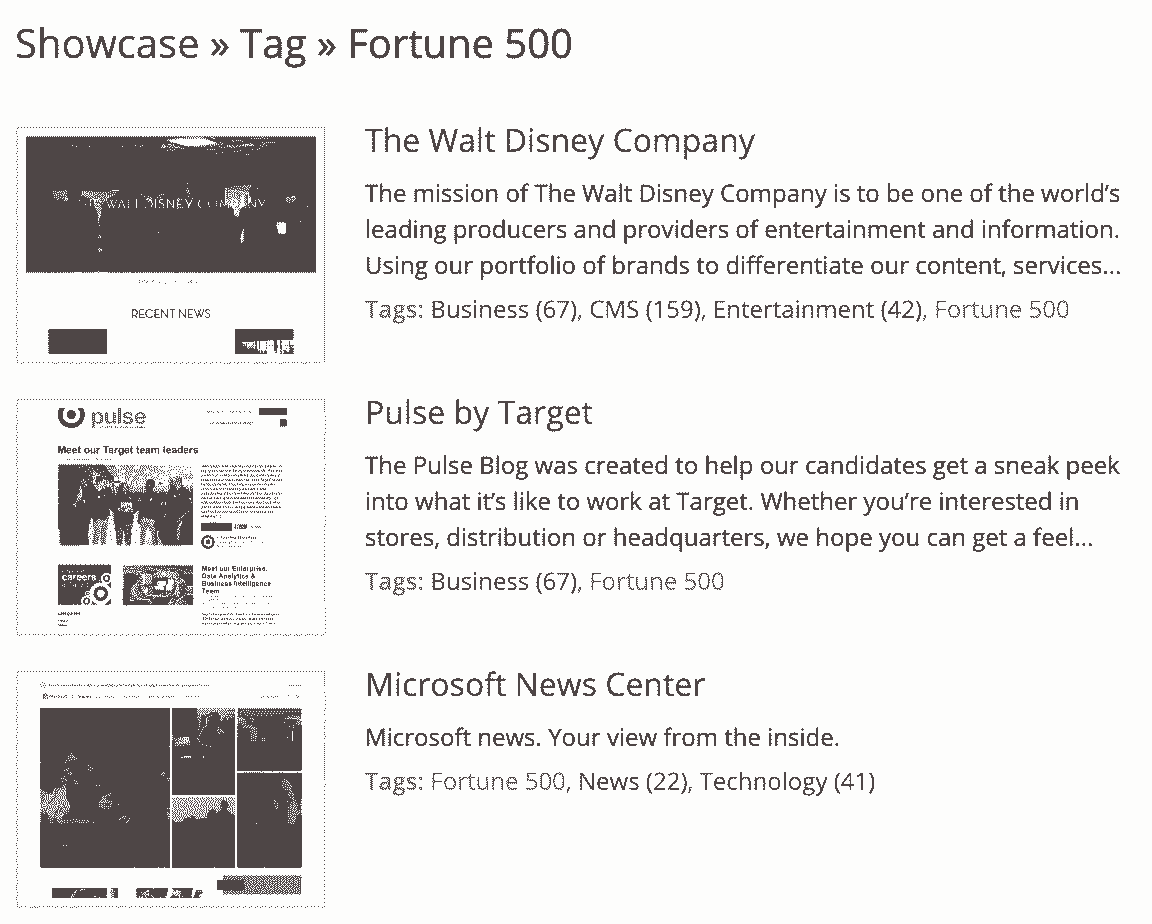 Showcase » Tag » Fortune 500
The Walt Disney Company
The mission of The Walt Disney Company is to be one of the world's
leading producers and providers of entertainment and information.
Using our portfolio of brands to differentiate our content, services...
Tags: Business (67), CMS (159), Entertainment (42), Fortune 500
WALT DISNEY COMPANY
RECENT NEWS
Pulse by Target
The Pulse Blog was created to help our candidates get a sneak peek
into what it's like to work at Target. Whether you're interested in
stores, distribution or headquarters, we hope you can get a feel...
Tags: Business (67), Fortune 500
pulse
Meet our Target team leaders
careers
Meet our Enterprise,
Data Analytics &
Business Intelligence
Team
Microsoft News Center
Microsoft news. Your view from the inside.
Tags: Fortune 500, News (22), Technology (41)